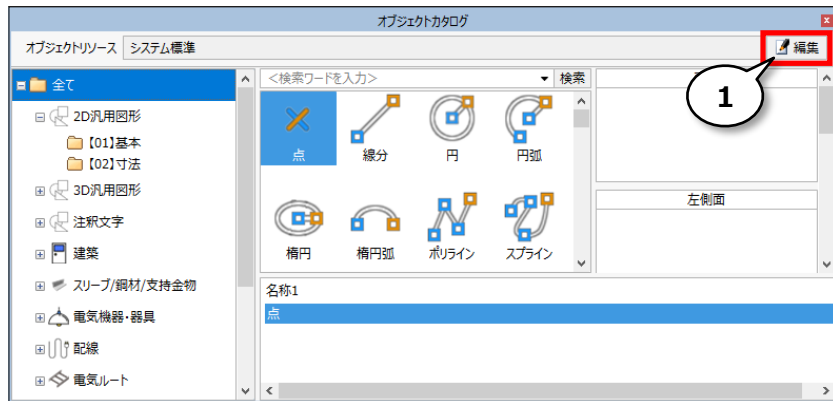 オブジェクトカタログ
オブジェクトリソース システム標準 編集
1
全て
2D汎用図形
【01】基本
【02】寸法
3D汎用図形
注釈文字
建築
スリーブ/鋼材/支持金物
電気機器・器具
配線
電気ルート
<検索ワードを入力> 検索
点 線分 円 円弧
楕円 楕円弧 ポリライン スプライン
左側面
名称1
点